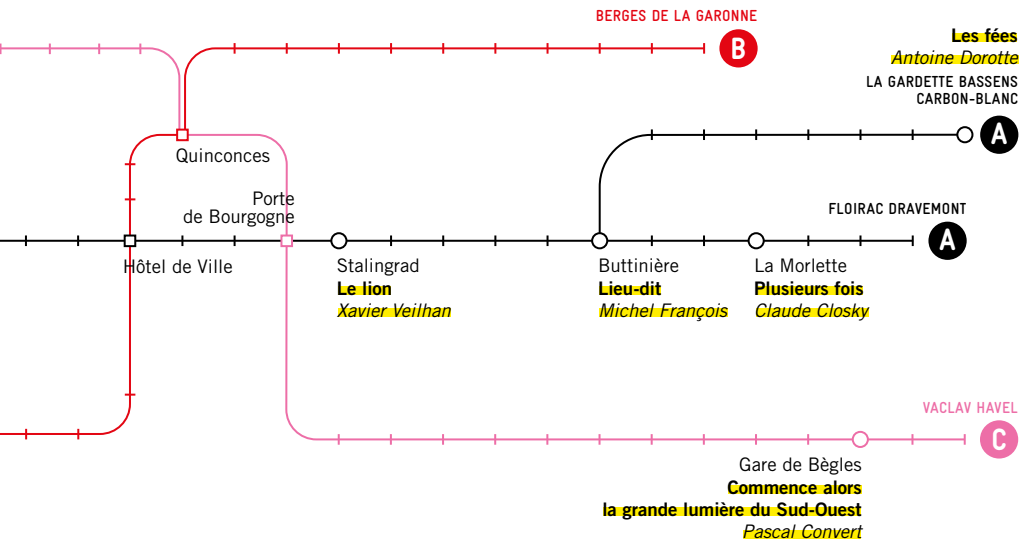 BERGES DE LA GARONNE
B
Les fées
Antoine Dorotte
LA GARDETTE BASSENS
CARBON-BLANC
A
Quinconces
Porte
de Bourgogne
FLOIRAC DRAVEMONT
A
Hôtel de Ville
Stalingrad
Le lion
Xavier Veilhan
Buttinière
Lieu-dit
Michel François
La Morlette
Plusieurs fois
Claude Closky
VACLAV HAVEL
C
Gare de Bègles
Commence alors
la grande lumière du Sud-Ouest
Pascal Convert